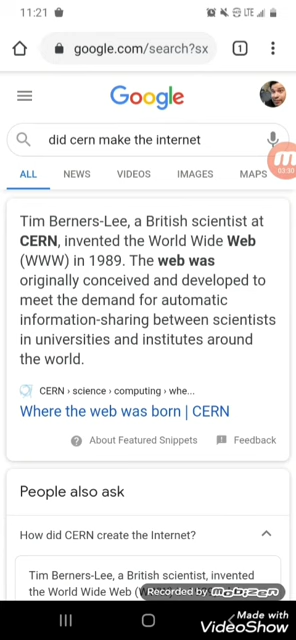 11:21 LTE
google.com/search?sx 1
Google
did cern make the internet
03:30
ALL NEWS VIDEOS IMAGES MAPS
Tim Berners-Lee, a British scientist at
CERN, invented the World Wide Web
(WWW) in 1989. The web was
originally conceived and developed to
meet the demand for automatic
information-sharing between scientists
in universities and institutes around
the world.
CERN › science › computing › whe...
Where the web was born | CERN
About Featured Snippets Feedback
People also ask
How did CERN create the Internet?
Tim Berners-Lee, a British scientist, invented
the World Wide Web (
Recorded by mobizen
Made with
VideoShow